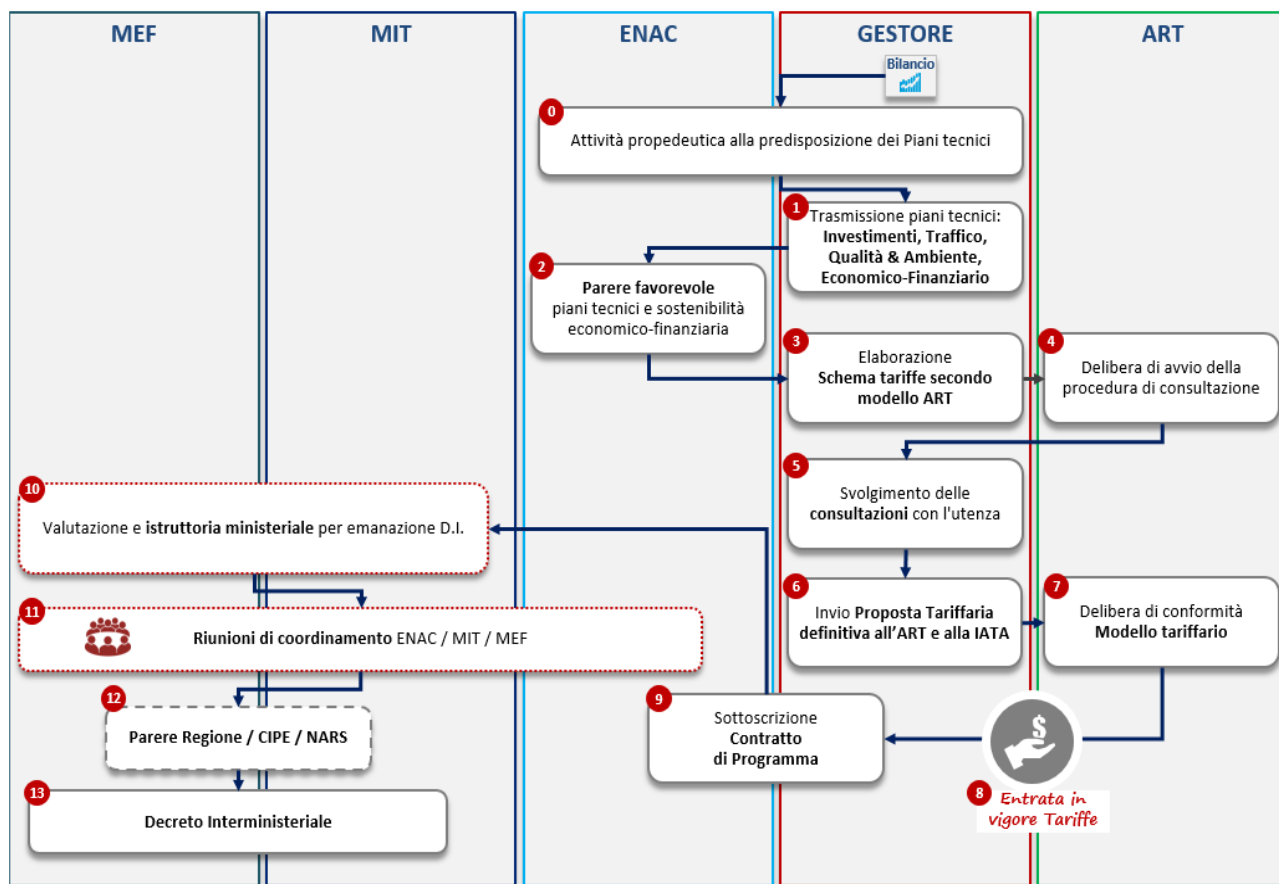 MEF
MIT
ENAC
GESTORE
ART
Bilancio
0
Attività propedeutica alla predisposizione dei Piani tecnici
1
Trasmissione piani tecnici:
Investimenti, Traffico,
Qualità & Ambiente,
Economico-Finanziario
2
Parere favorevole
piani tecnici e sostenibilità
economico-finanziaria
3
Elaborazione
Schema tariffe secondo
modello ART
4
Delibera di avvio della
procedura di consultazione
5
Svolgimento delle
consultazioni con l'utenza
6
Invio Proposta Tariffaria
definitiva all'ART e alla IATA
7
Delibera di conformità
Modello tariffario
$
8
Entrata in
vigore Tariffe
9
Sottoscrizione
Contratto
di Programma
10
Valutazione e istruttoria ministeriale per emanazione D.I.
11
Riunioni di coordinamento ENAC / MIT / MEF
12
Parere Regione / CIPE / NARS
13
Decreto Interministeriale